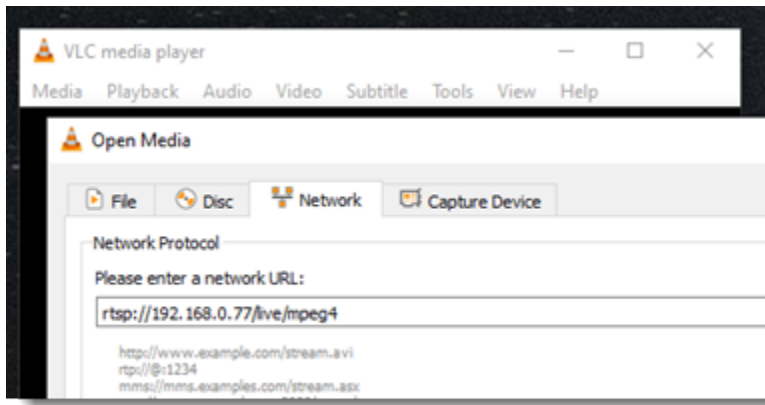 VLC media player
Media Playback Audio Video Subtitle Tools View Help
Open Media
File Disc Network Capture Device
Network Protocol
Please enter a network URL:
rtsp://192.168.0.77/live/mpeg4
http://www.example.com/stream.avi
rtp://@:1234
mms://mms.examples.com/stream.asx